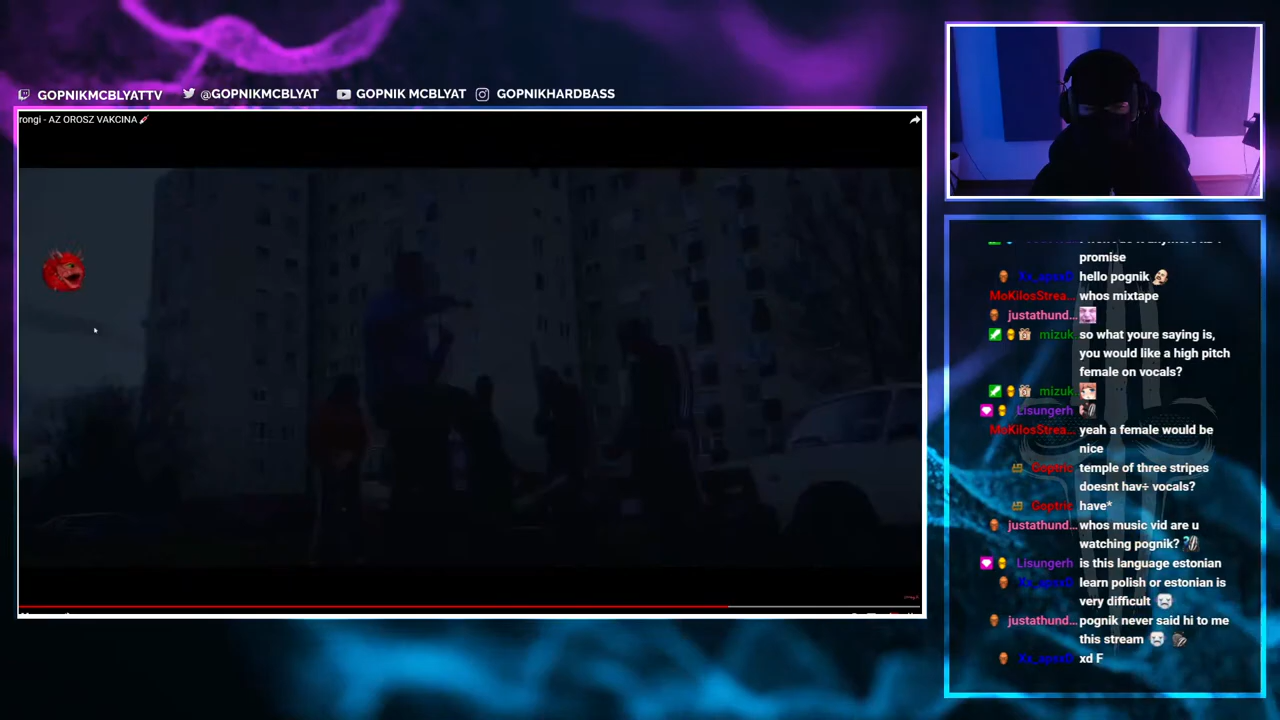 GOPNIKMCBLYATTV @GOPNIKMCBLYAT GOPNIK MCBLYAT GOPNIKHARDBASS
rongi - AZ OROSZ VAKCINA
promise
hello pognik
MoKilosStrea... whos mixtape
justathund...
mizuk. so what youre saying is,
you would like a high pitch
female on vocals?
mizuk.
Lisungerh
MoKilosStrea... yeah a female would be
nice
Goptric temple of three stripes
doesnt hav÷ vocals?
Goptric have*
justathund... whos music vid are u
watching pognik?
Lisungerh is this language estonian
learn polish or estonian is
very difficult
justathund... pognik never said hi to me
this stream
xd F